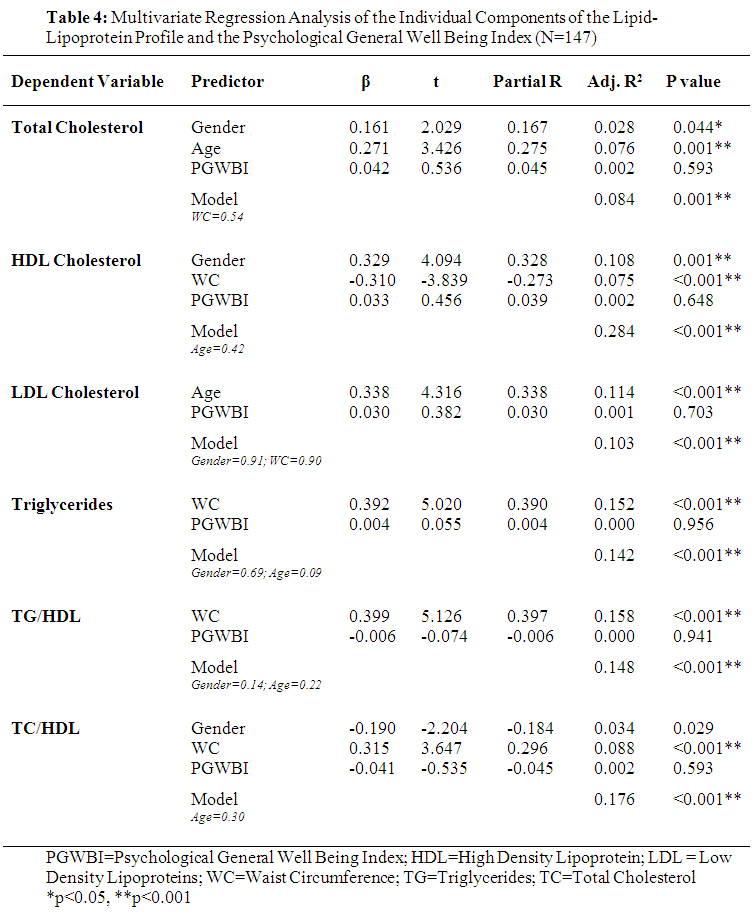 Table 4: Multivariate Regression Analysis of the Individual Components of the Lipid-
Lipoprotein Profile and the Psychological General Well Being Index (N=147)
Dependent Variable Predictor β t Partial R Adj. R² P value
Total Cholesterol Gender 0.161 2.029 0.167 0.028 0.044*
Age 0.271 3.426 0.275 0.076 0.001**
PGWBI 0.042 0.536 0.045 0.002 0.593
Model 0.084 0.001**
WC=0.54
HDL Cholesterol Gender 0.329 4.094 0.328 0.108 0.001**
WC -0.310 -3.839 -0.273 0.075 <0.001**
PGWBI 0.033 0.456 0.039 0.002 0.648
Model 0.284 <0.001**
Age=0.42
LDL Cholesterol Age 0.338 4.316 0.338 0.114 <0.001**
PGWBI 0.030 0.382 0.030 0.001 0.703
Model 0.103 <0.001**
Gender=0.91; WC=0.90
Triglycerides WC 0.392 5.020 0.390 0.152 <0.001**
PGWBI 0.004 0.055 0.004 0.000 0.956
Model 0.142 <0.001**
Gender=0.69; Age=0.09
TG/HDL WC 0.399 5.126 0.397 0.158 <0.001**
PGWBI -0.006 -0.074 -0.006 0.000 0.941
Model 0.148 <0.001**
Gender=0.14; Age=0.22
TC/HDL Gender -0.190 -2.204 -0.184 0.034 0.029
WC 0.315 3.647 0.296 0.088 <0.001**
PGWBI -0.041 -0.535 -0.045 0.002 0.593
Model 0.176 <0.001**
Age=0.30
PGWBI=Psychological General Well Being Index; HDL=High Density Lipoprotein; LDL = Low
Density Lipoproteins; WC=Waist Circumference; TG=Triglycerides; TC=Total Cholesterol
*p<0.05, **p<0.001